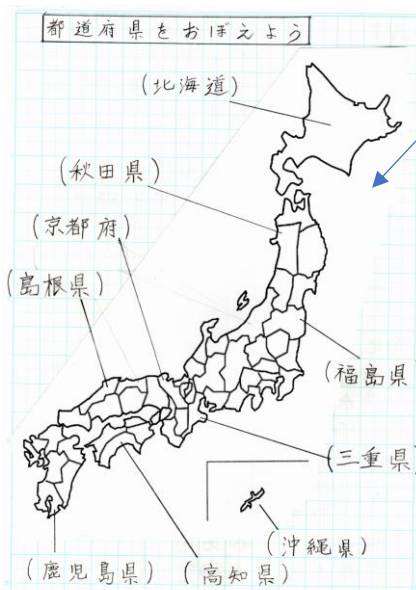 都道府県をおぼえよう
(北海道)
(秋田県)
(京都府)
(島根県)
(福島県
(三重県)
(沖縄県)
(鹿児島県) (高知県)